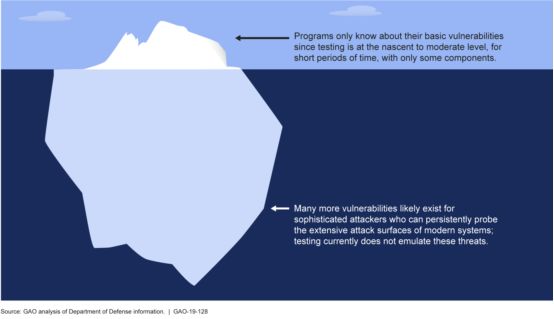 Programs only know about their basic vulnerabilities
since testing is at the nascent to moderate level, for
short periods of time, with only some components.
Many more vulnerabilities likely exist for
sophisticated attackers who can persistently probe
the extensive attack surfaces of modern systems;
testing currently does not emulate these threats.
Source: GAO analysis of Department of Defense information. | GAO-19-128